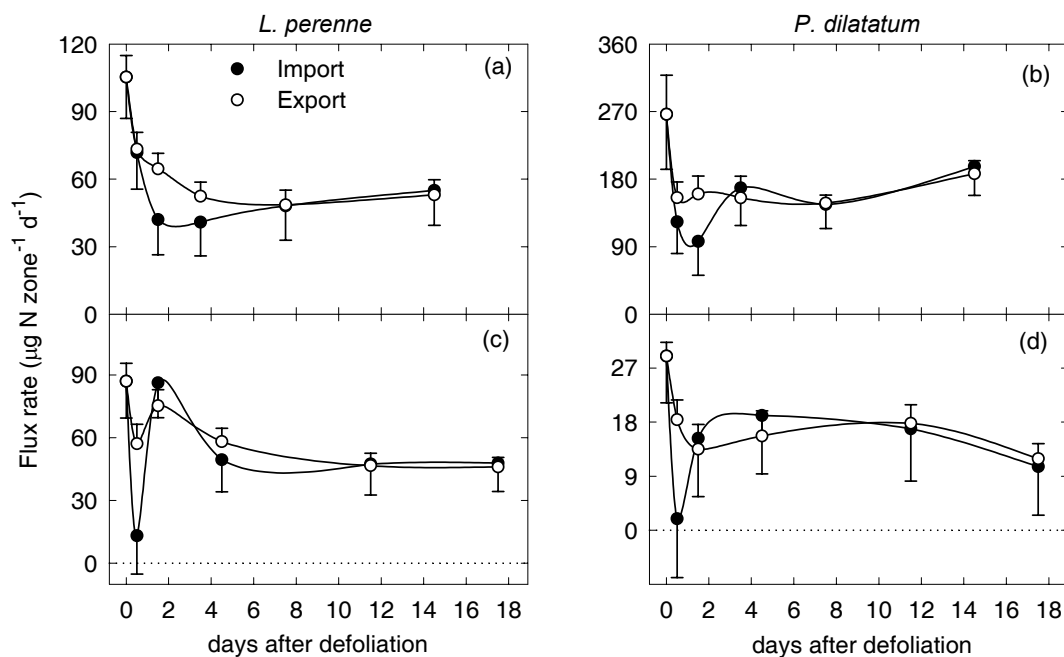 L. perenne
P. dilatatum
Flux rate (μg N zone⁻¹ d⁻¹)
120
90
60
30
0
(a)
Import
Export
360
270
180
90
0
(b)
90
60
30
0
(c)
0 2 4 6 8 10 12 14 16 18
days after defoliation
27
18
9
0
(d)
0 2 4 6 8 10 12 14 16 18
days after defoliation